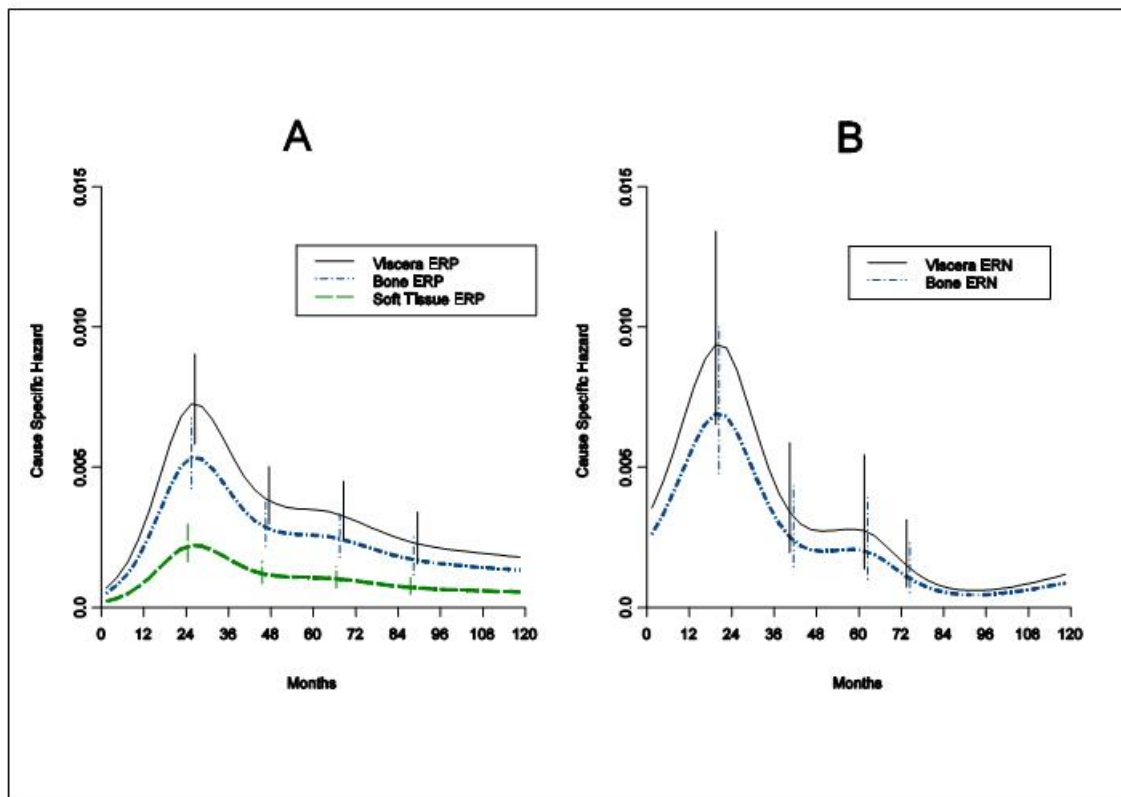 A
0.015
0.010
0.005
0.0
Cause Specific Hazard
Viscera ERP
Bone ERP
Soft Tissue ERP
0 12 24 36 48 60 72 84 96 108 120
Months
B
0.015
0.010
0.005
0.0
Cause Specific Hazard
Viscera ERN
Bone ERN
0 12 24 36 48 60 72 84 96 108 120
Months